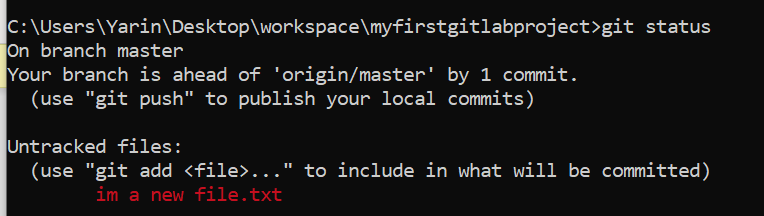 C:\Users\Yarin\Desktop\workspace\myfirstgitlabproject>git status
On branch master
Your branch is ahead of 'origin/master' by 1 commit.
  (use "git push" to publish your local commits)

Untracked files:
  (use "git add <file>..." to include in what will be committed)
        im a new file.txt